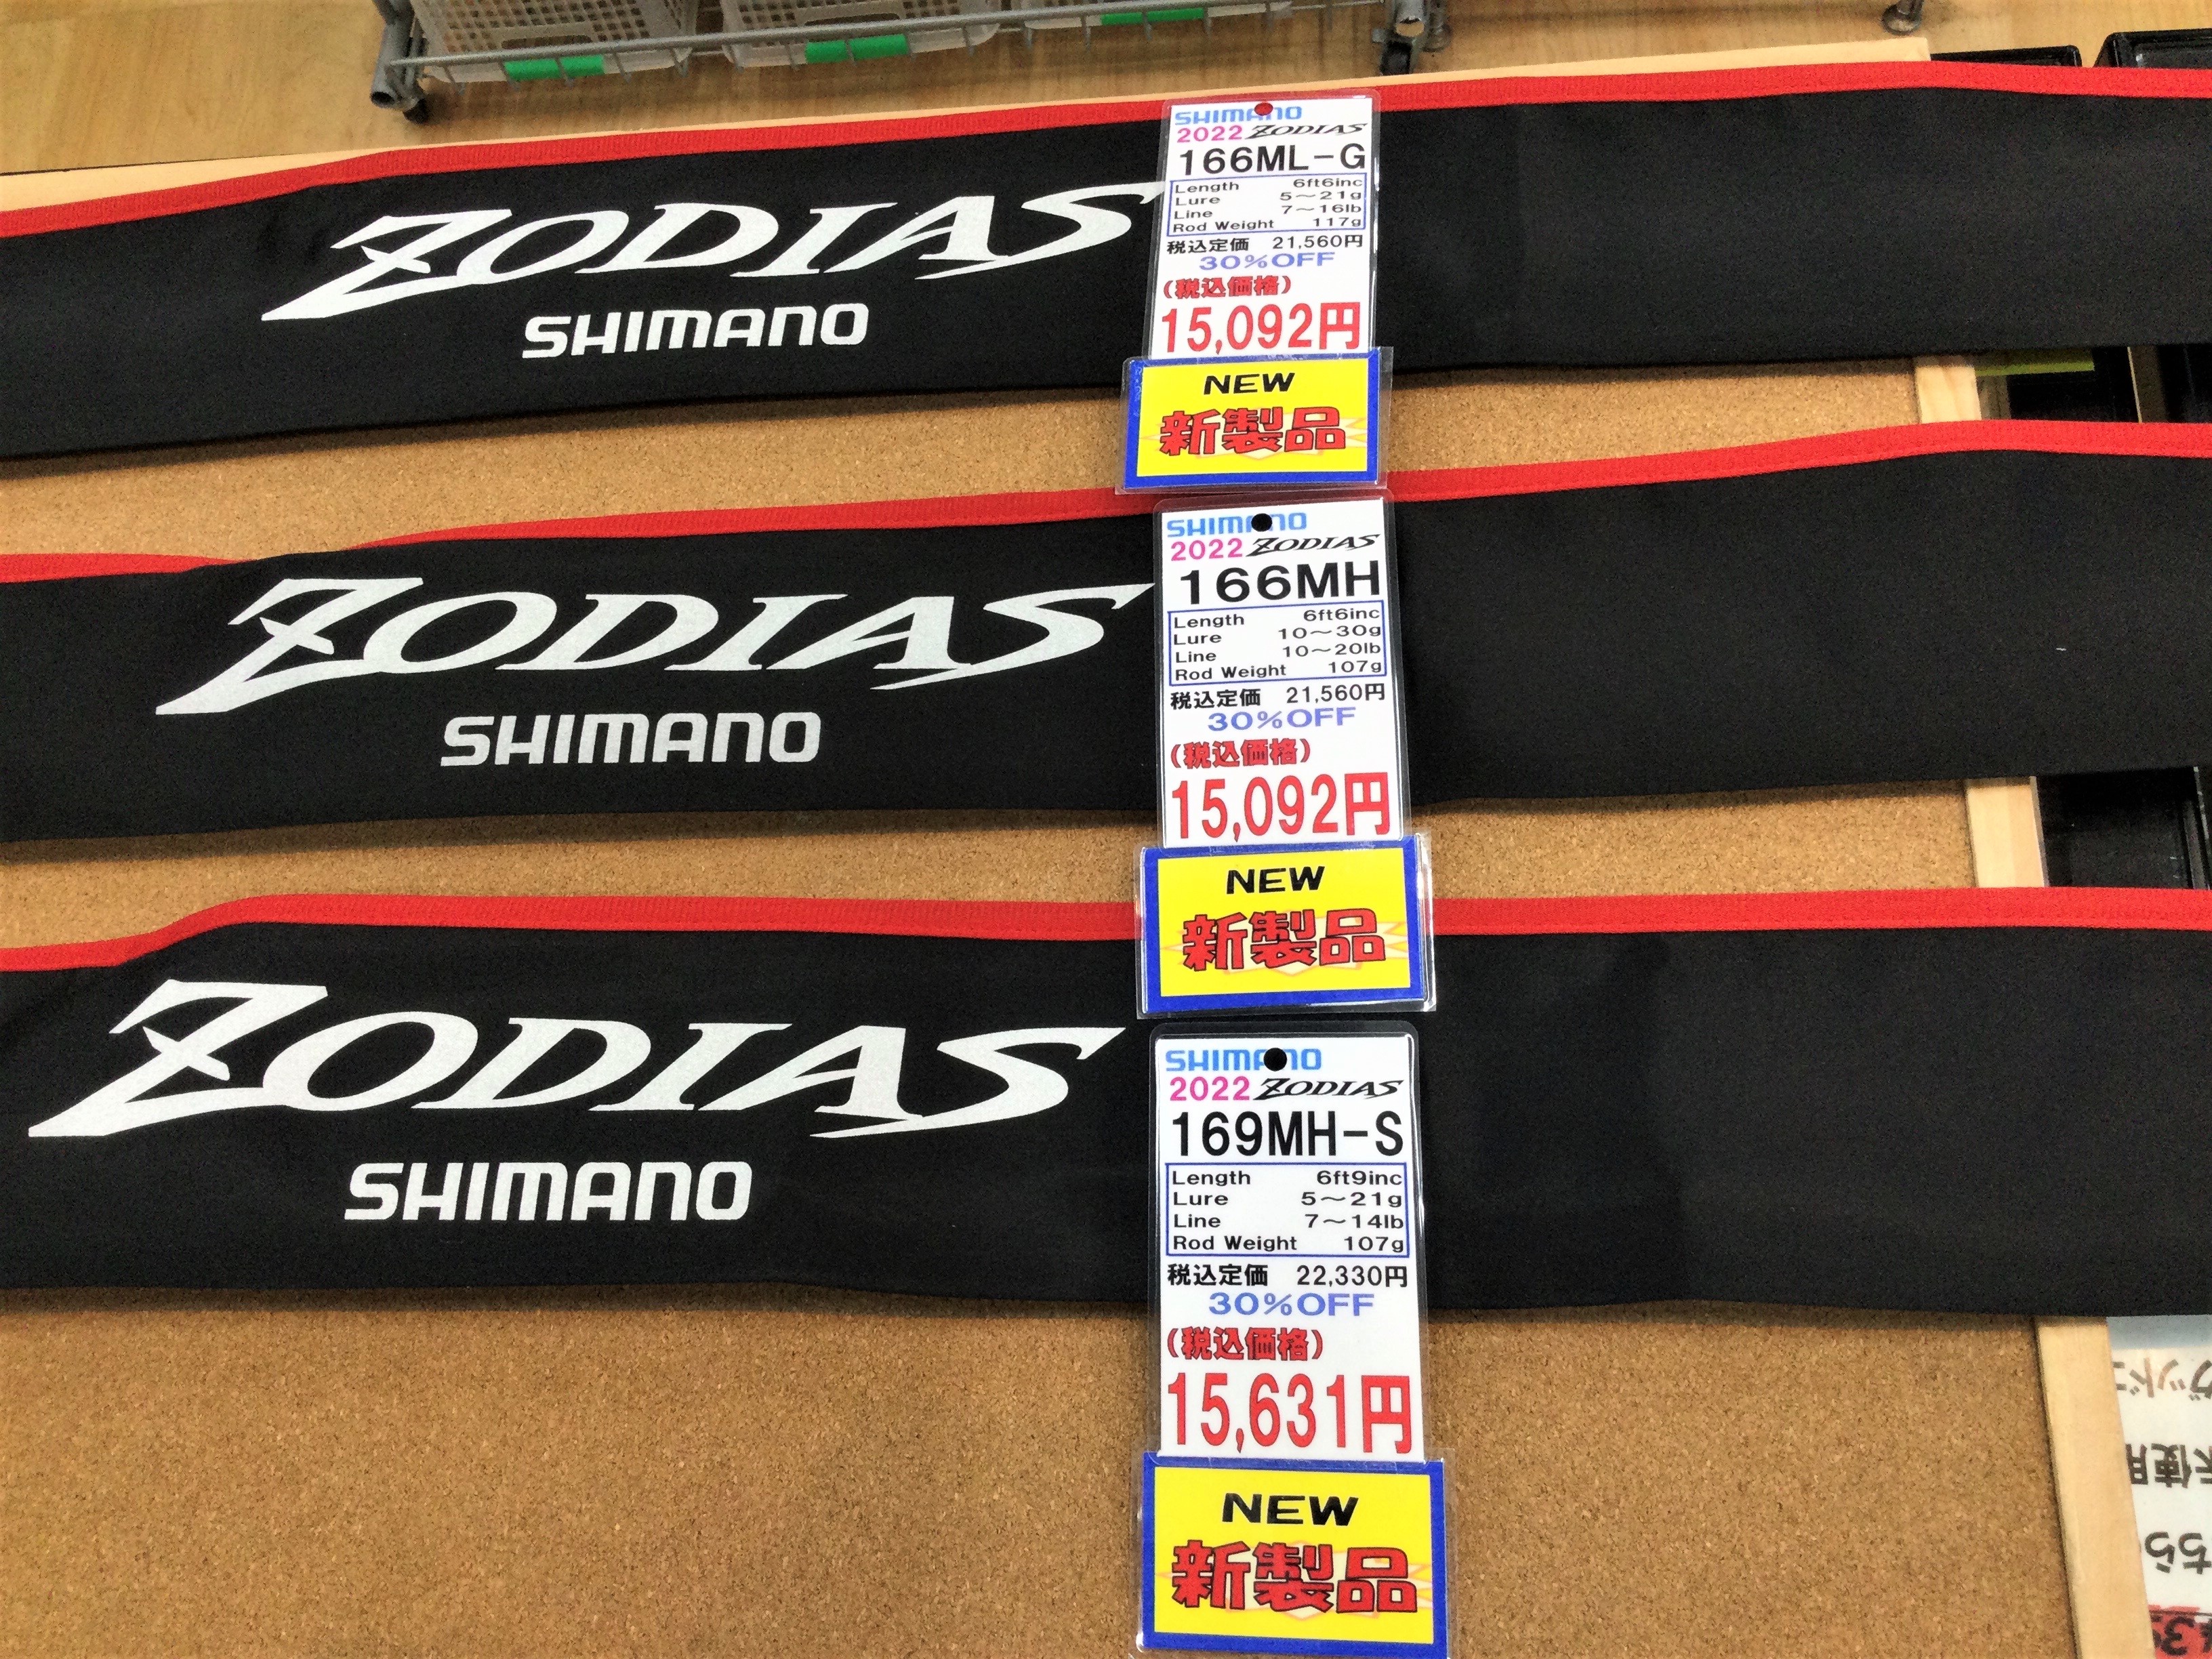 ZODIAS
SHIMANO
SHIMANO
2022 ZODIAS
166ML-G
Length 6ft6inc
Lure 5～21g
Line 7～16lb
Rod Weight 117g
税込定価 21,560円
30%OFF
(税込価格)
15,092円
NEW
新製品
ZODIAS
SHIMANO
SHIMANO
2022 ZODIAS
166MH
Length 6ft6inc
Lure 10～30g
Line 10～20lb
Rod Weight 107g
税込定価 21,560円
30%OFF
(税込価格)
15,092円
NEW
新製品
ZODIAS
SHIMANO
SHIMANO
2022 ZODIAS
169MH-S
Length 6ft9inc
Lure 5～21g
Line 7～14lb
Rod Weight 107g
税込定価 22,330円
30%OFF
(税込価格)
15,631円
NEW
新製品